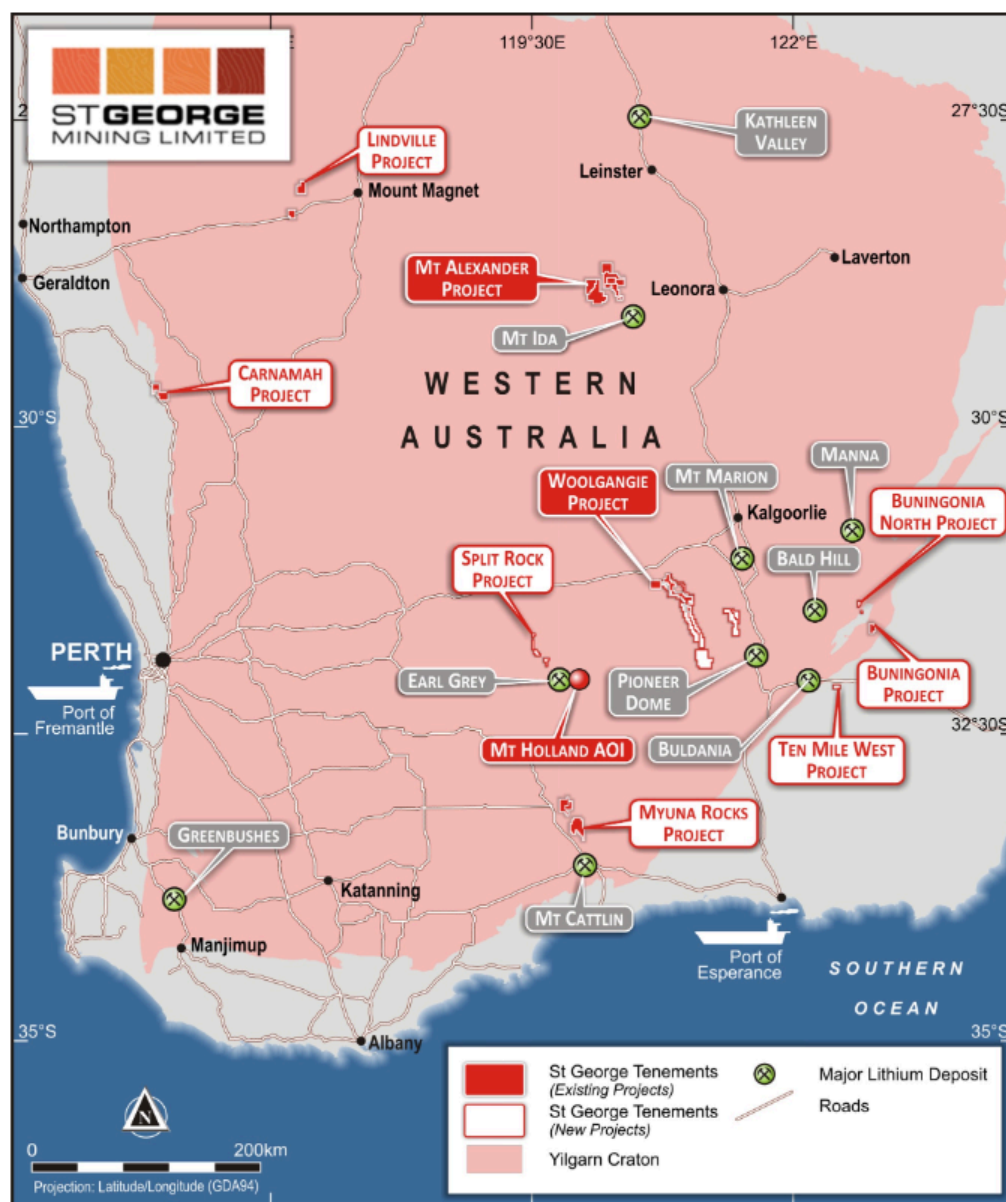 119°30E
122°E
ST GEORGE
MINING LIMITED
27°30S
KATHLEEN
VALLEY
LINDVILLE
PROJECT
Leinster
Mount Magnet
Northampton
Laverton
Geraldton
MT ALEXANDER
PROJECT
Leonora
MT IDA
CARNAMAH
PROJECT
WESTERN
AUSTRALIA
30°S
30°S
MANNA
MT MARION
WOOLGANGIE
PROJECT
BUNINGONIA
NORTH PROJECT
Kalgoorlie
SPLIT ROCK
PROJECT
BALD HILL
PERTH
Port of
Fremantle
EARL GREY
PIONEER
DOME
BUNINGONIA
PROJECT
MT HOLLAND AOI
BULDANIA
TEN MILE WEST
PROJECT
32°30S
MYUNA ROCKS
PROJECT
Bunbury
GREENBUSHES
Katanning
MT CATTLIN
Manjimup
Port of
Esperance
SOUTHERN
OCEAN
35°S
35°S
Albany
N
0 200km
Projection: Latitude/Longitude (GDA94)
St George Tenements
(Existing Projects)
St George Tenements
(New Projects)
Yilgarn Craton
Major Lithium Deposit
Roads